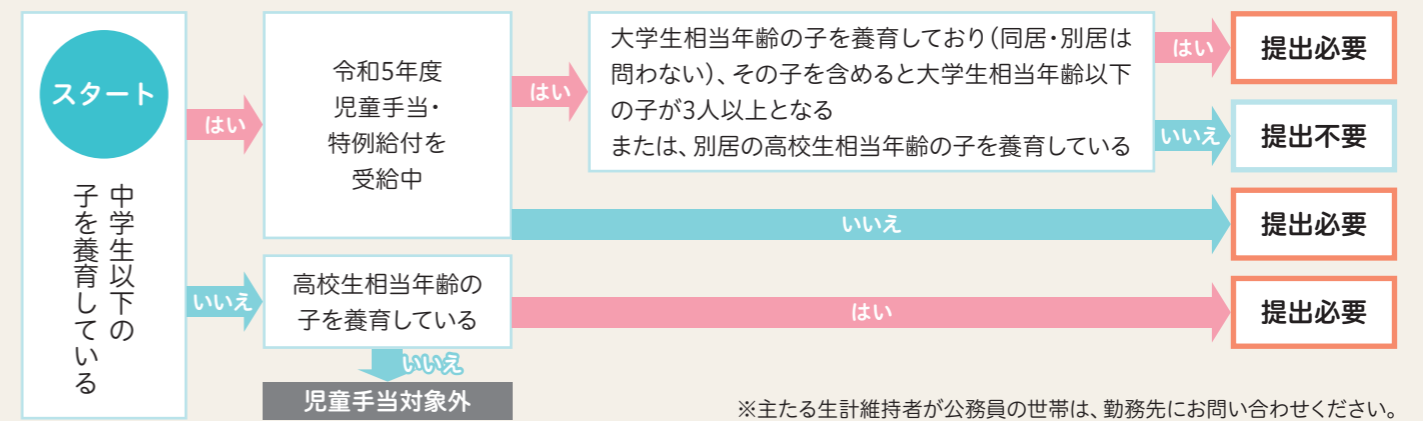 スタート
中学生以下の
子を養育している
はい
令和5年度
児童手当・
特例給付を
受給中
はい
大学生相当年齢の子を養育しており（同居・別居は
問わない）、その子を含めると大学生相当年齢以下
の子が3人以上となる
または、別居の高校生相当年齢の子を養育している
はい
提出必要
いいえ
提出不要
いいえ
提出必要
いいえ
高校生相当年齢の
子を養育している
はい
提出必要
いいえ
児童手当対象外
※主たる生計維持者が公務員の世帯は、勤務先にお問い合わせください。